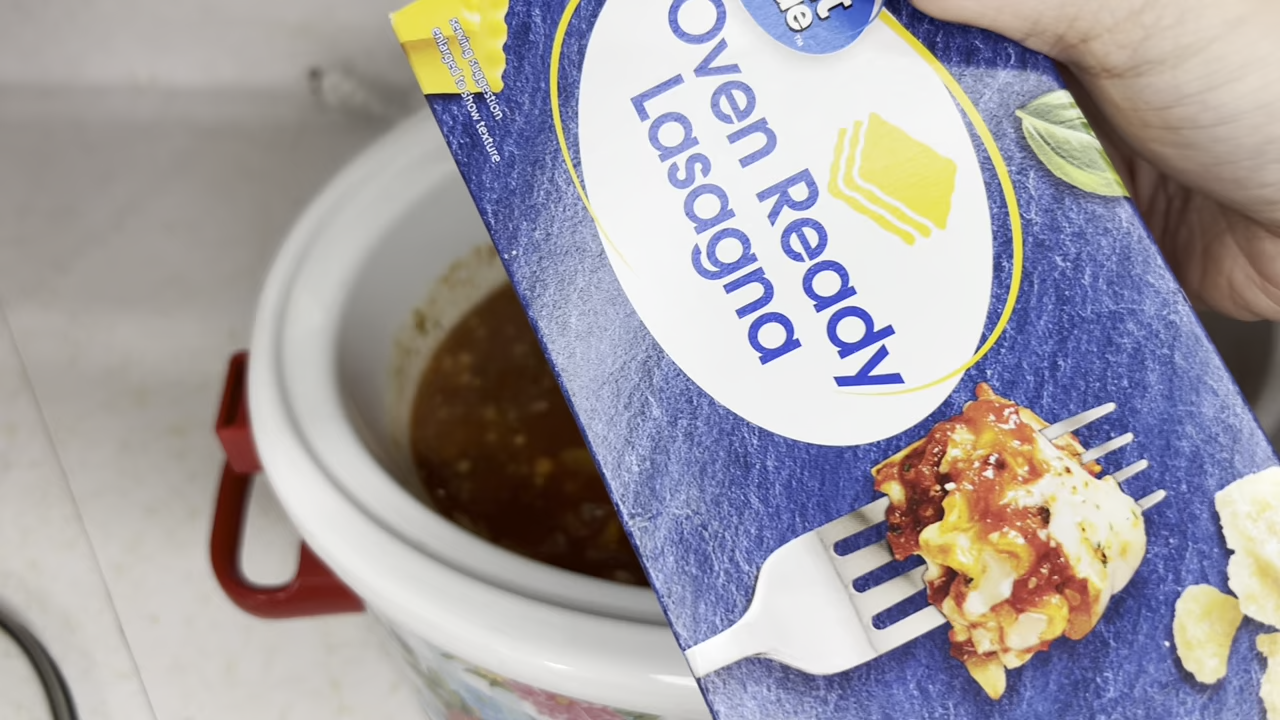 serving suggestion
enlarged to show texture
Oven Ready
Lasagna